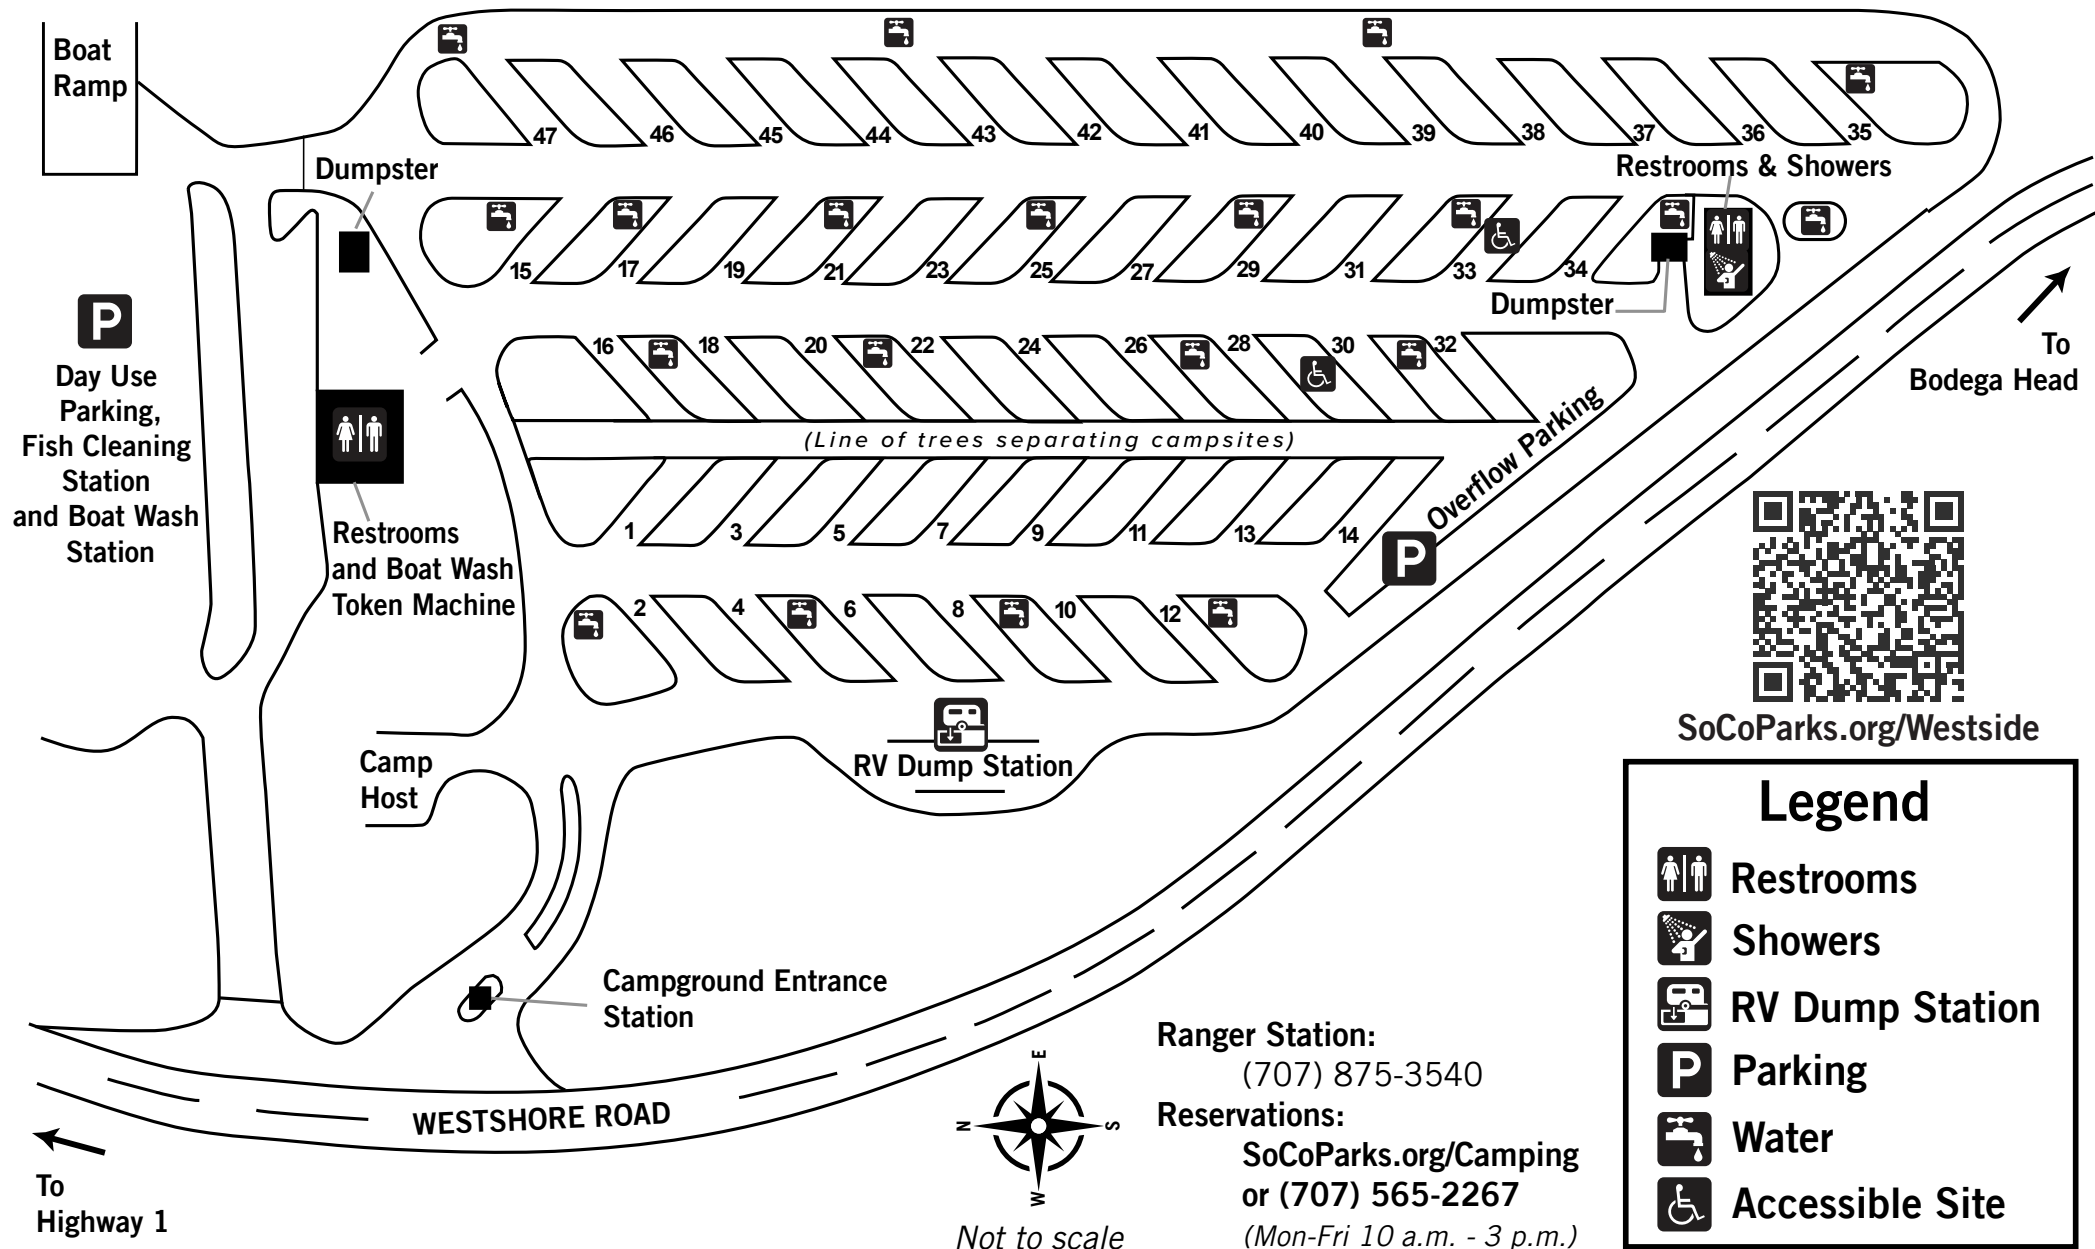 Boat
Ramp
47 46 45 44 43 42 41 40 39 38 37 36 35
Dumpster
Restrooms & Showers
15 17 19 21 23 25 27 29 31 33 34
Dumpster
P
Day Use
Parking,
Fish Cleaning
Station
and Boat Wash
Station
To
Bodega Head
16 18 20 22 24 26 28 30 32
(Line of trees separating campsites)
Overflow Parking
P
1 3 5 7 9 11 13 14
Restrooms
and Boat Wash
Token Machine
2 4 6 8 10 12
SoCoParks.org/Westside
RV Dump Station
Camp
Host
Campground Entrance
Station
WESTSHORE ROAD
To
Highway 1
E
N
S
W
Not to scale
Ranger Station:
(707) 875-3540
Reservations:
SoCoParks.org/Camping
or (707) 565-2267
(Mon-Fri 10 a.m. - 3 p.m.)
Legend
Restrooms
Showers
RV Dump Station
P Parking
Water
Accessible Site